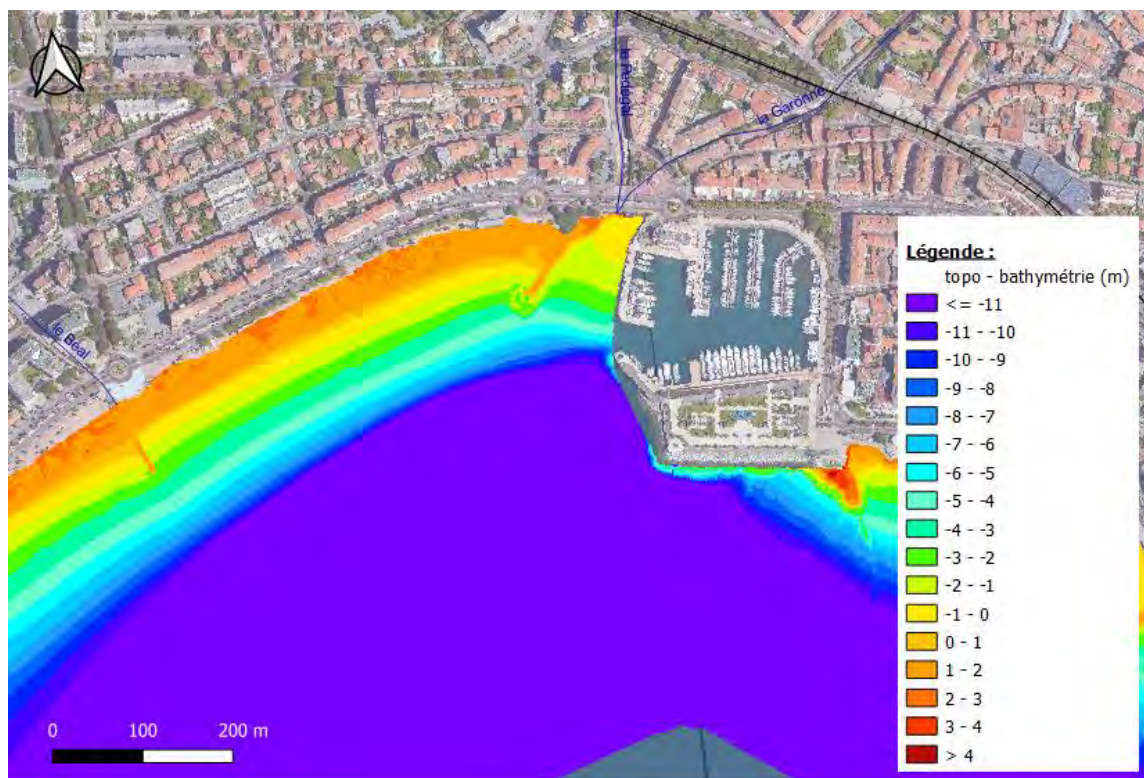 le Pédégal
la Garonne
le Béal
Légende :
topo - bathymétrie (m)
<= -11
-11 - -10
-10 - -9
-9 - -8
-8 - -7
-7 - -6
-6 - -5
-5 - -4
-4 - -3
-3 - -2
-2 - -1
-1 - 0
0 - 1
1 - 2
2 - 3
3 - 4
> 4
0 100 200 m